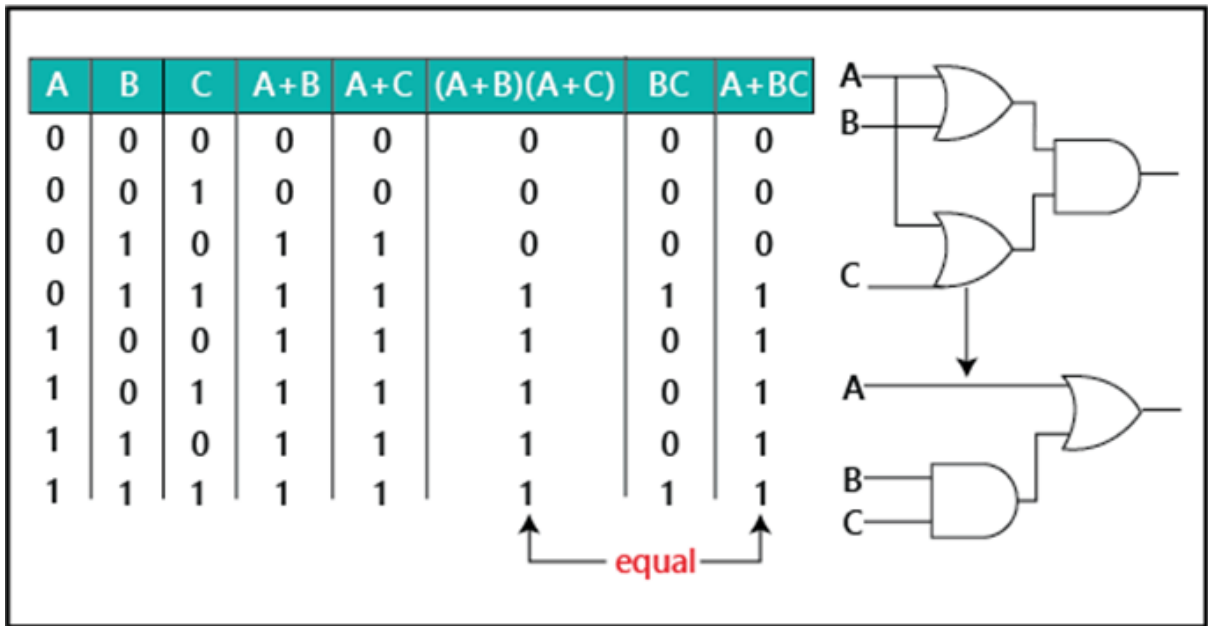 A B C A+B A+C (A+B)(A+C) BC A+BC
0 0 0 0 0 0 0 0
0 0 1 0 0 0 0 0
0 1 0 1 1 0 0 0
0 1 1 1 1 1 1 1
1 0 0 1 1 1 0 1
1 0 1 1 1 1 0 1
1 1 0 1 1 1 0 1
1 1 1 1 1 1 1 1
equal
A
B
C
A
B
C